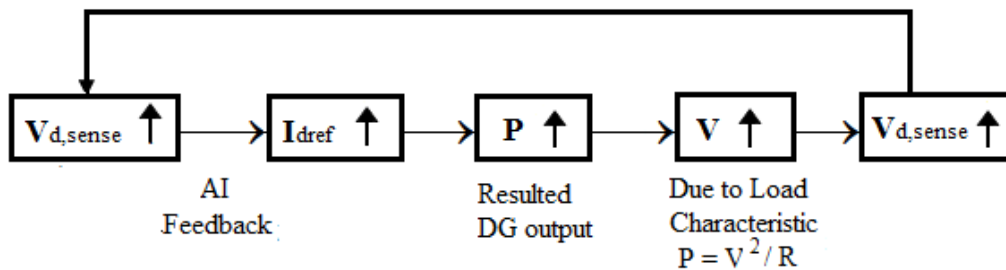 Vd,sense ↑
Idref ↑
P ↑
V ↑
Vd,sense ↑
AI
Feedback
Resulted
DG output
Due to Load
Characteristic
P = V² / R